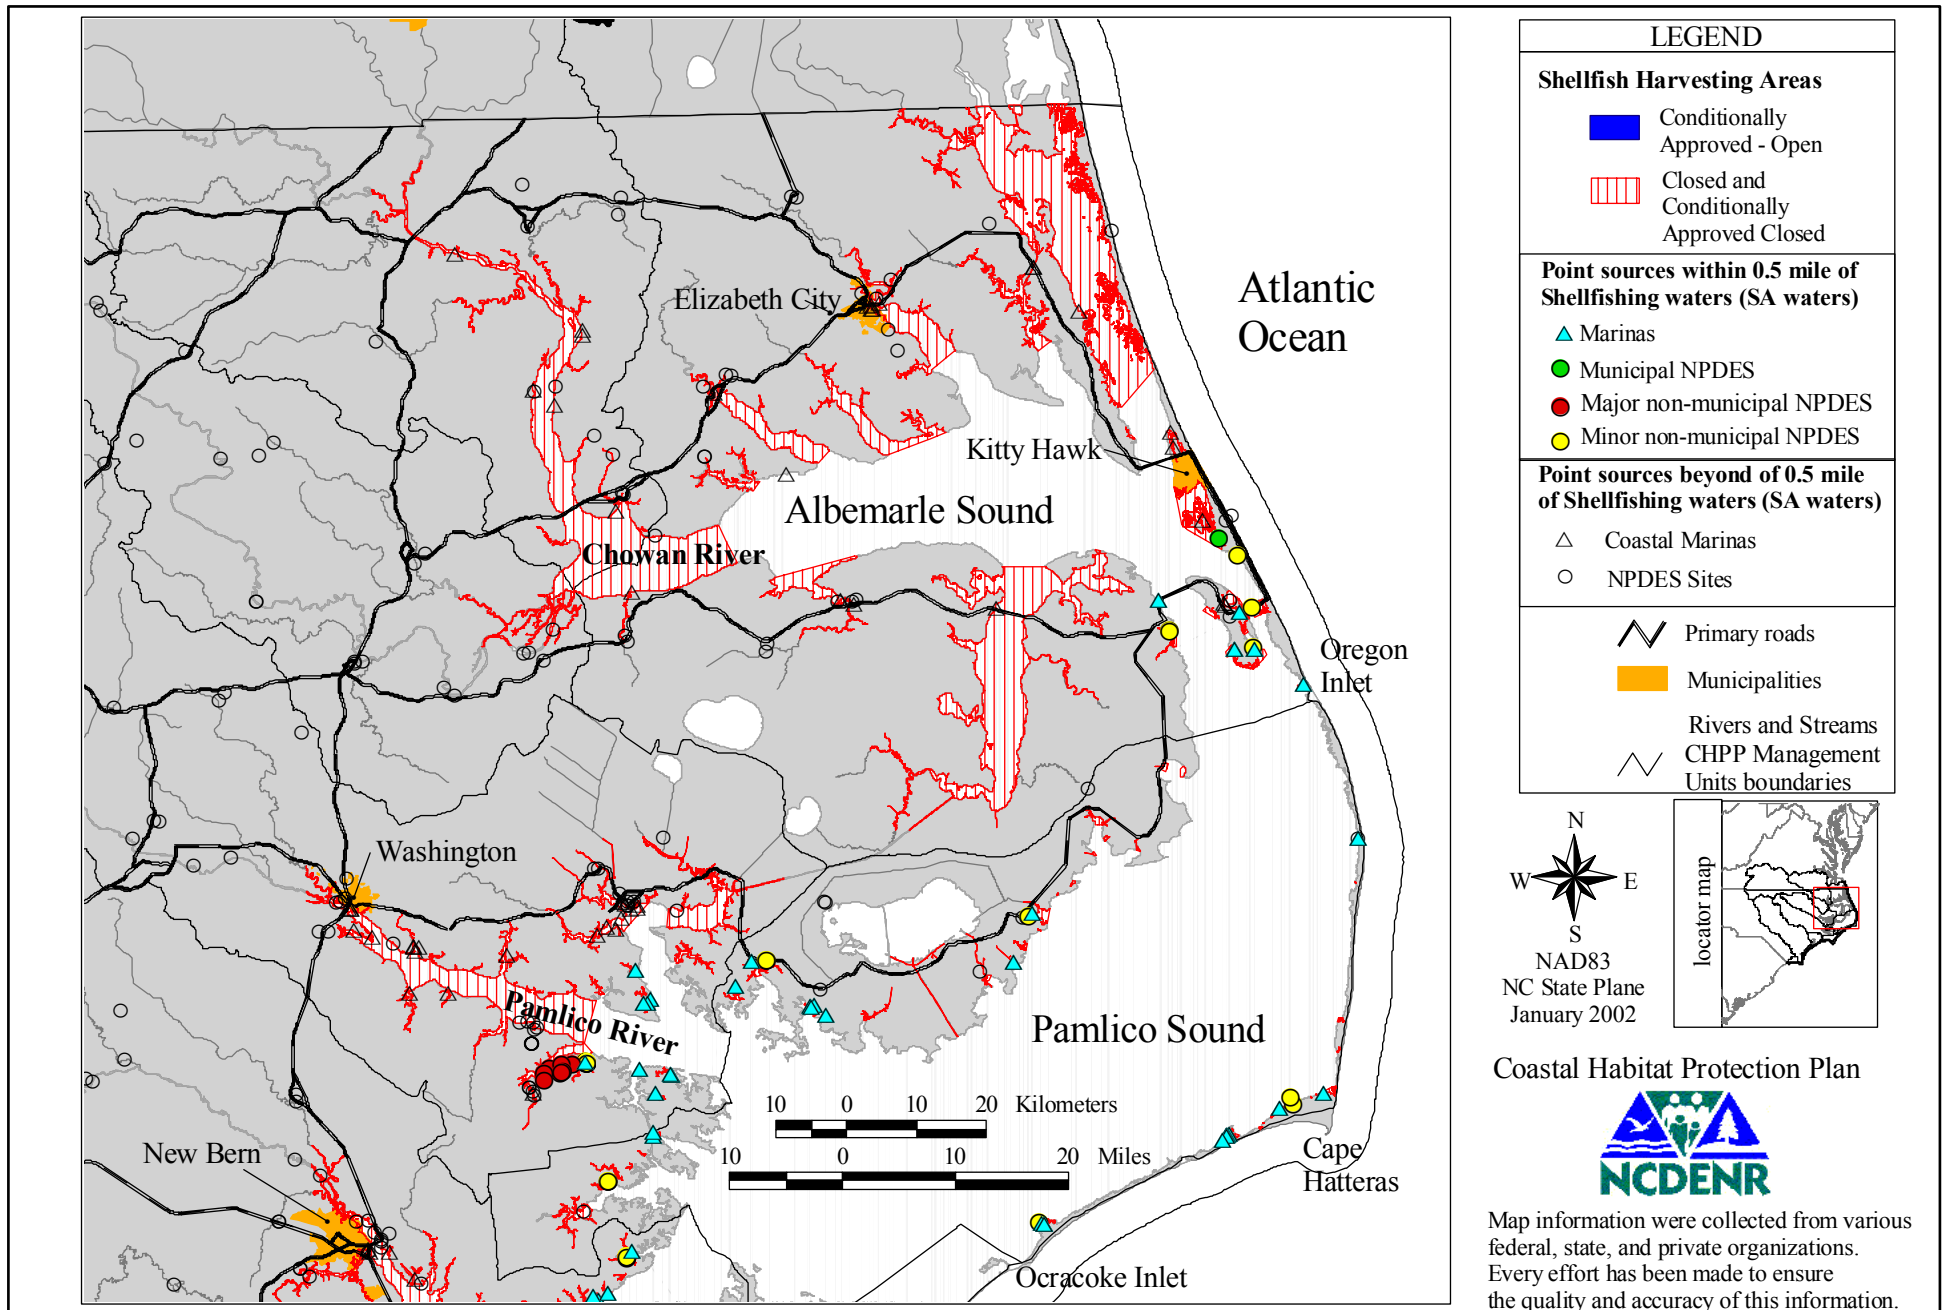 Elizabeth City
Atlantic
Ocean
Kitty Hawk
Albemarle Sound
Chowan River
Oregon
Inlet
Washington
Pamlico River
Pamlico Sound
10 0 10 20 Kilometers
10 0 10 20 Miles
New Bern
Cape
Hatteras
Ocracoke Inlet
LEGEND
Shellfish Harvesting Areas
Conditionally
Approved - Open
Closed and
Conditionally
Approved Closed
Point sources within 0.5 mile of
Shellfishing waters (SA waters)
Marinas
Municipal NPDES
Major non-municipal NPDES
Minor non-municipal NPDES
Point sources beyond of 0.5 mile
of Shellfishing waters (SA waters)
Coastal Marinas
NPDES Sites
Primary roads
Municipalities
Rivers and Streams
CHPP Management
Units boundaries
N
W E
S
NAD83
NC State Plane
January 2002
locator map
Coastal Habitat Protection Plan
NCDENR
Map information were collected from various
federal, state, and private organizations.
Every effort has been made to ensure
the quality and accuracy of this information.